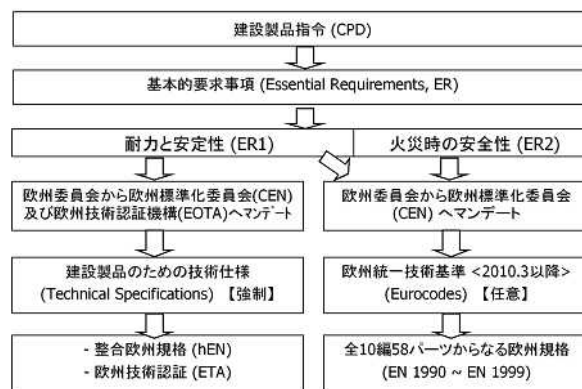 建設製品指令 (CPD)
基本的要求事項 (Essential Requirements, ER)
耐力と安定性 (ER1)
火災時の安全性 (ER2)
欧州委員会から欧州標準化委員会(CEN)
及び欧州技術認証機構(EOTA)へマンデート
欧州委員会から欧州標準化委員会
(CEN) へマンデート
建設製品のための技術仕様
(Technical Specifications) 【強制】
欧州統一技術基準 <2010.3以降>
(Eurocodes) 【任意】
- 整合欧州規格 (hEN)
- 欧州技術認証 (ETA)
全10編58パーツからなる欧州規格
(EN 1990 ~ EN 1999)